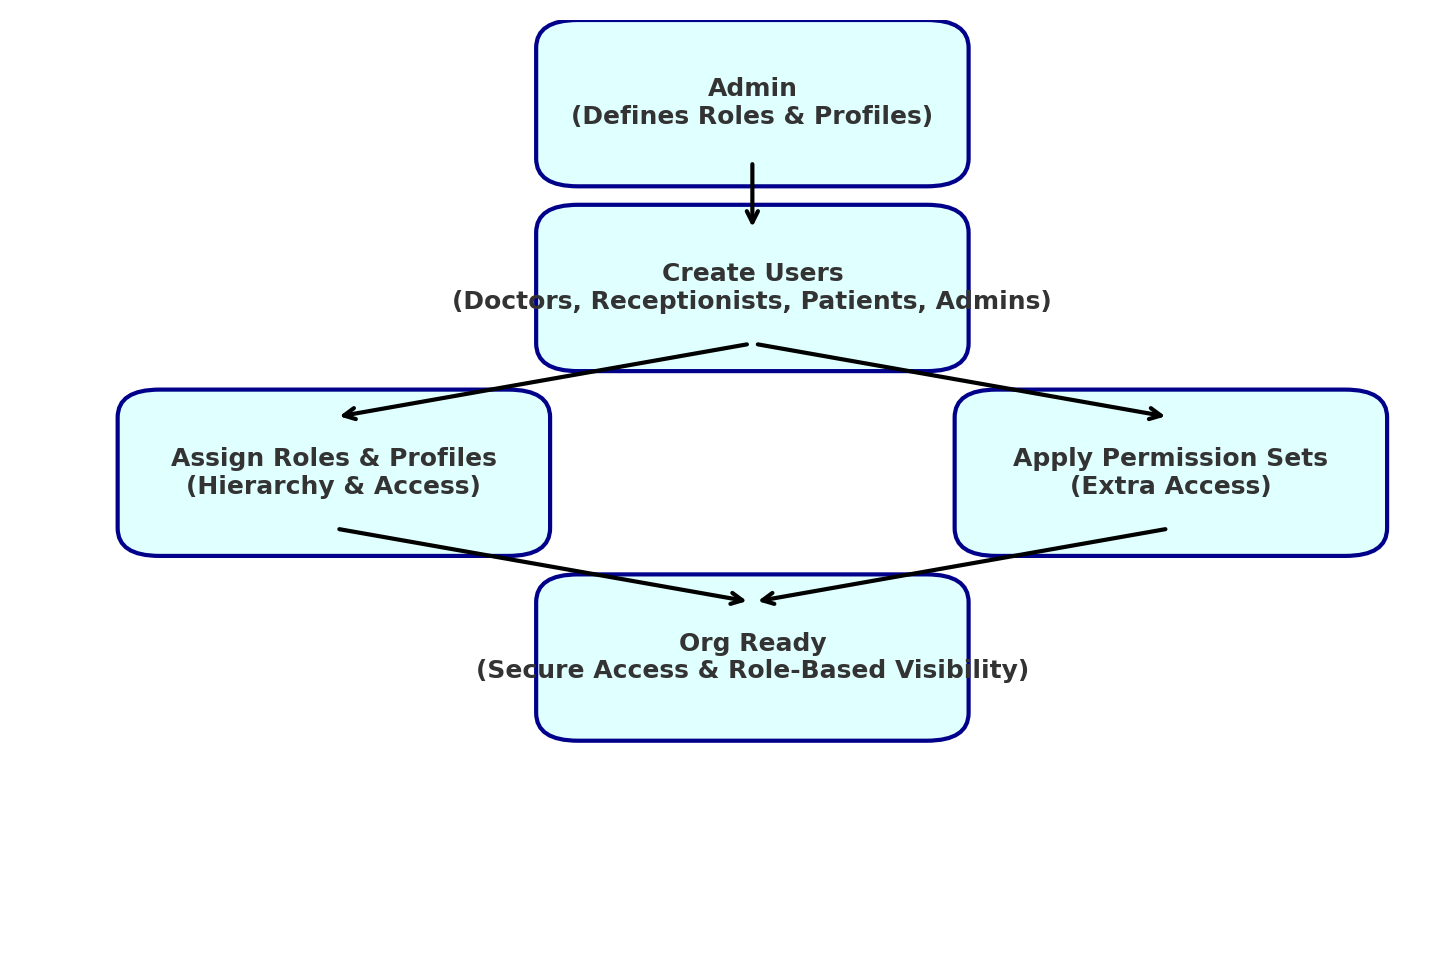 Admin
(Defines Roles & Profiles)
Create Users
(Doctors, Receptionists, Patients, Admins)
Assign Roles & Profiles
(Hierarchy & Access)
Apply Permission Sets
(Extra Access)
Org Ready
(Secure Access & Role-Based Visibility)